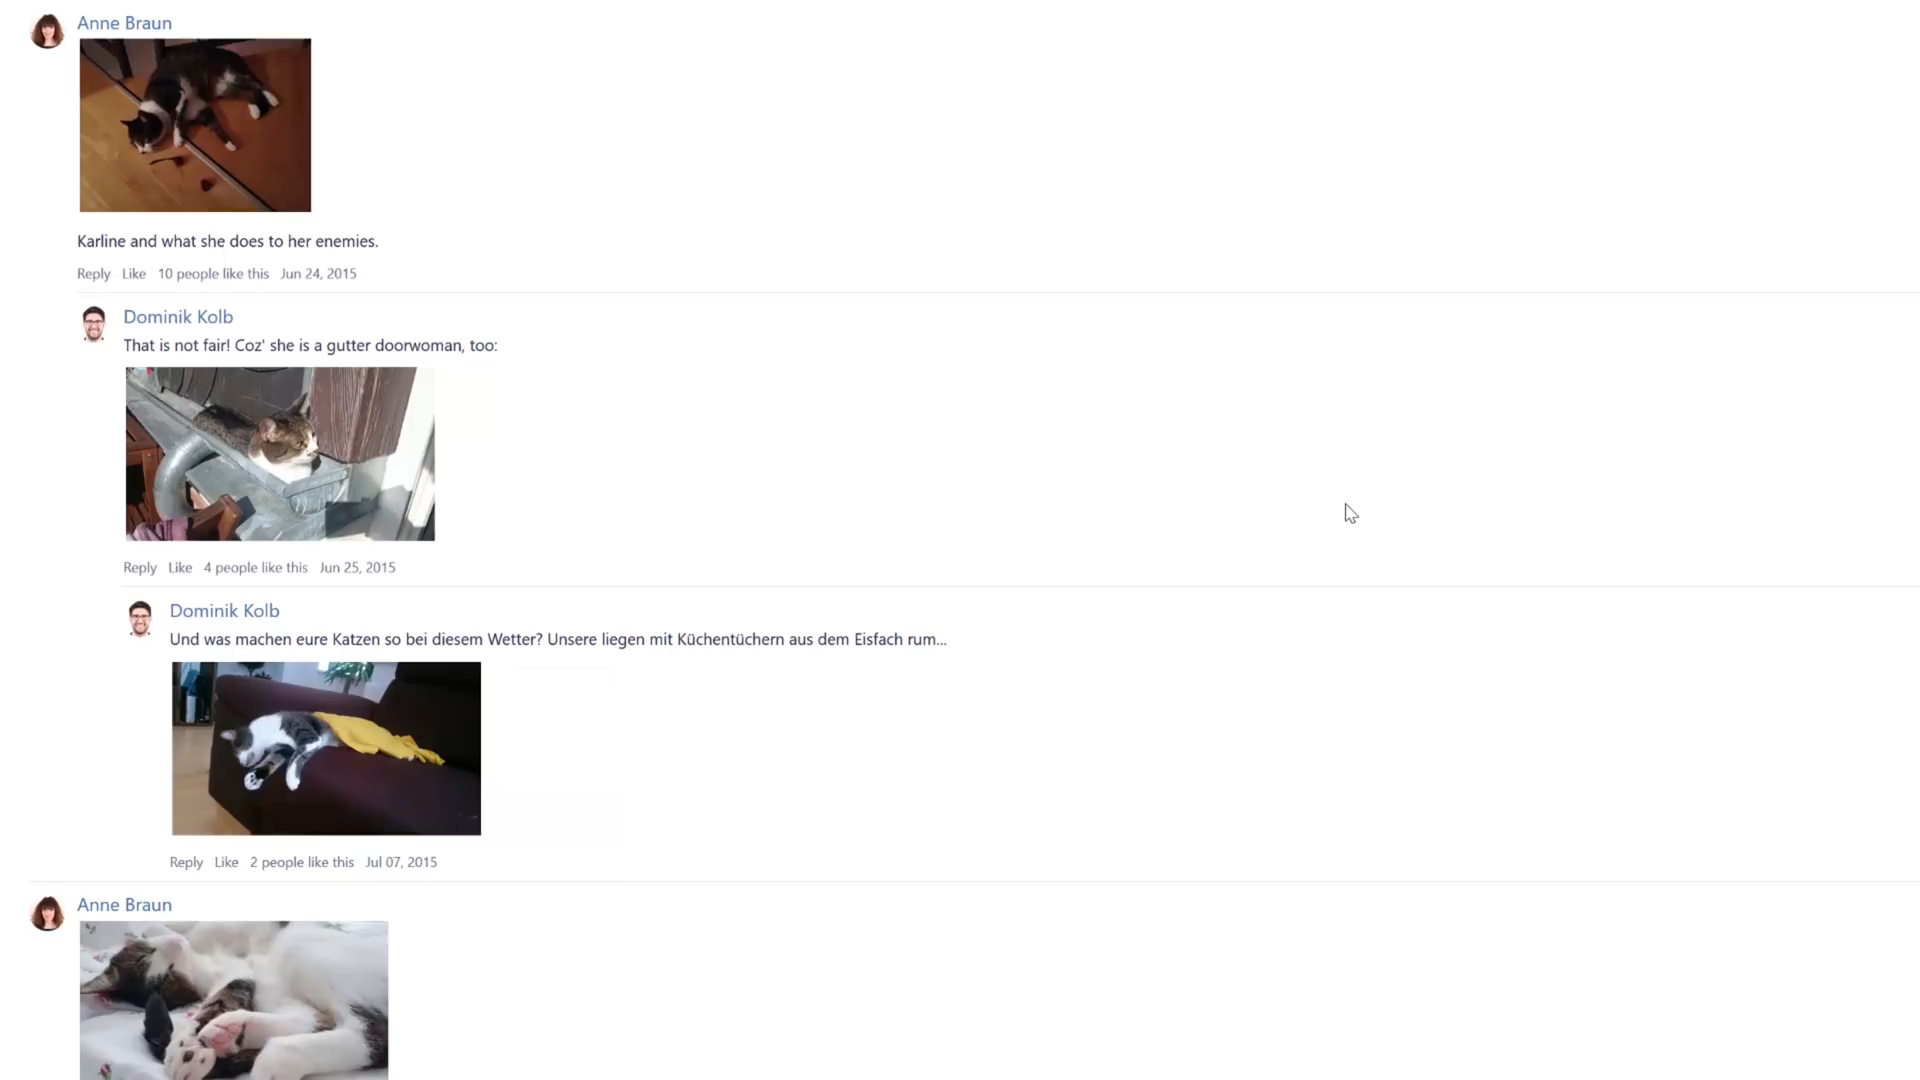 Anne Braun
Karline and what she does to her enemies.
Reply Like 10 people like this Jun 24, 2015
Dominik Kolb
That is not fair! Coz' she is a gutter doorwoman, too:
Reply Like 4 people like this Jun 25, 2015
Dominik Kolb
Und was machen eure Katzen so bei diesem Wetter? Unsere liegen mit Küchentüchern aus dem Eisfach rum...
Reply Like 2 people like this Jul 07, 2015
Anne Braun